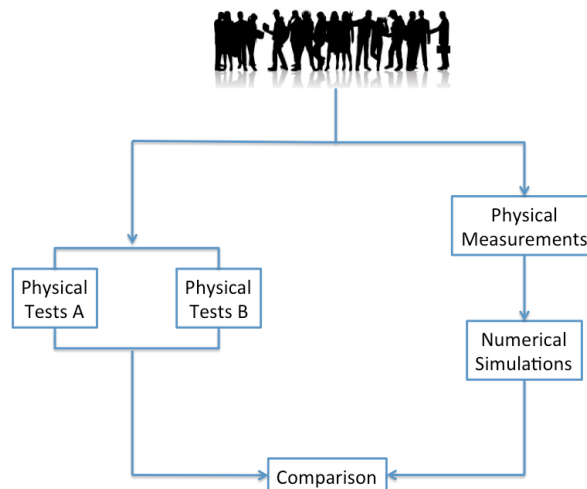 Physical
Measurements
Physical
Tests A
Physical
Tests B
Numerical
Simulations
Comparison